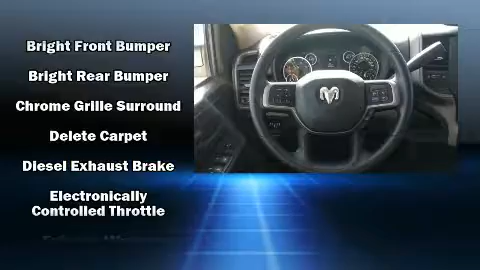 Bright Front Bumper
Bright Rear Bumper
Chrome Grille Surround
Delete Carpet
Diesel Exhaust Brake
Electronically
Controlled Throttle